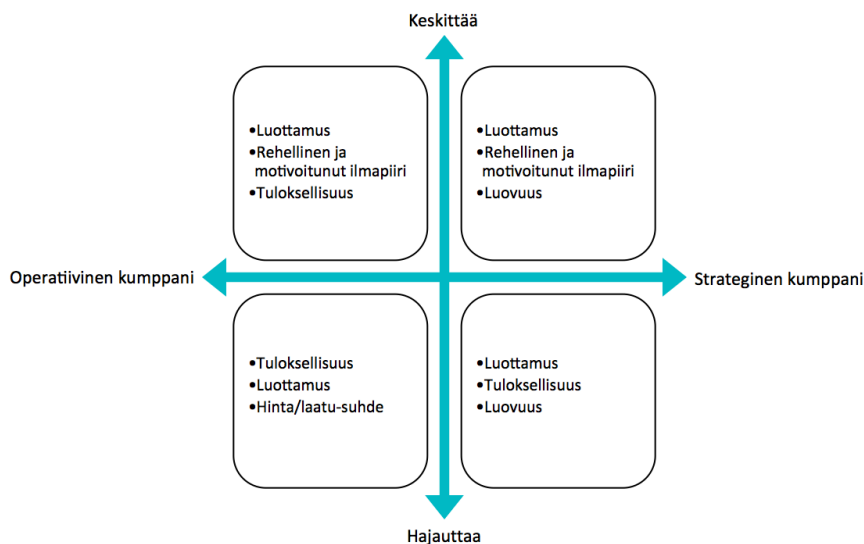 Keskittää
•Luottamus
•Rehellinen ja
motivoitunut ilmapiiri
•Tuloksellisuus
•Luottamus
•Rehellinen ja
motivoitunut ilmapiiri
•Luovuus
Operatiivinen kumppani
Strateginen kumppani
•Tuloksellisuus
•Luottamus
•Hinta/laatu-suhde
•Luottamus
•Tuloksellisuus
•Luovuus
Hajauttaa